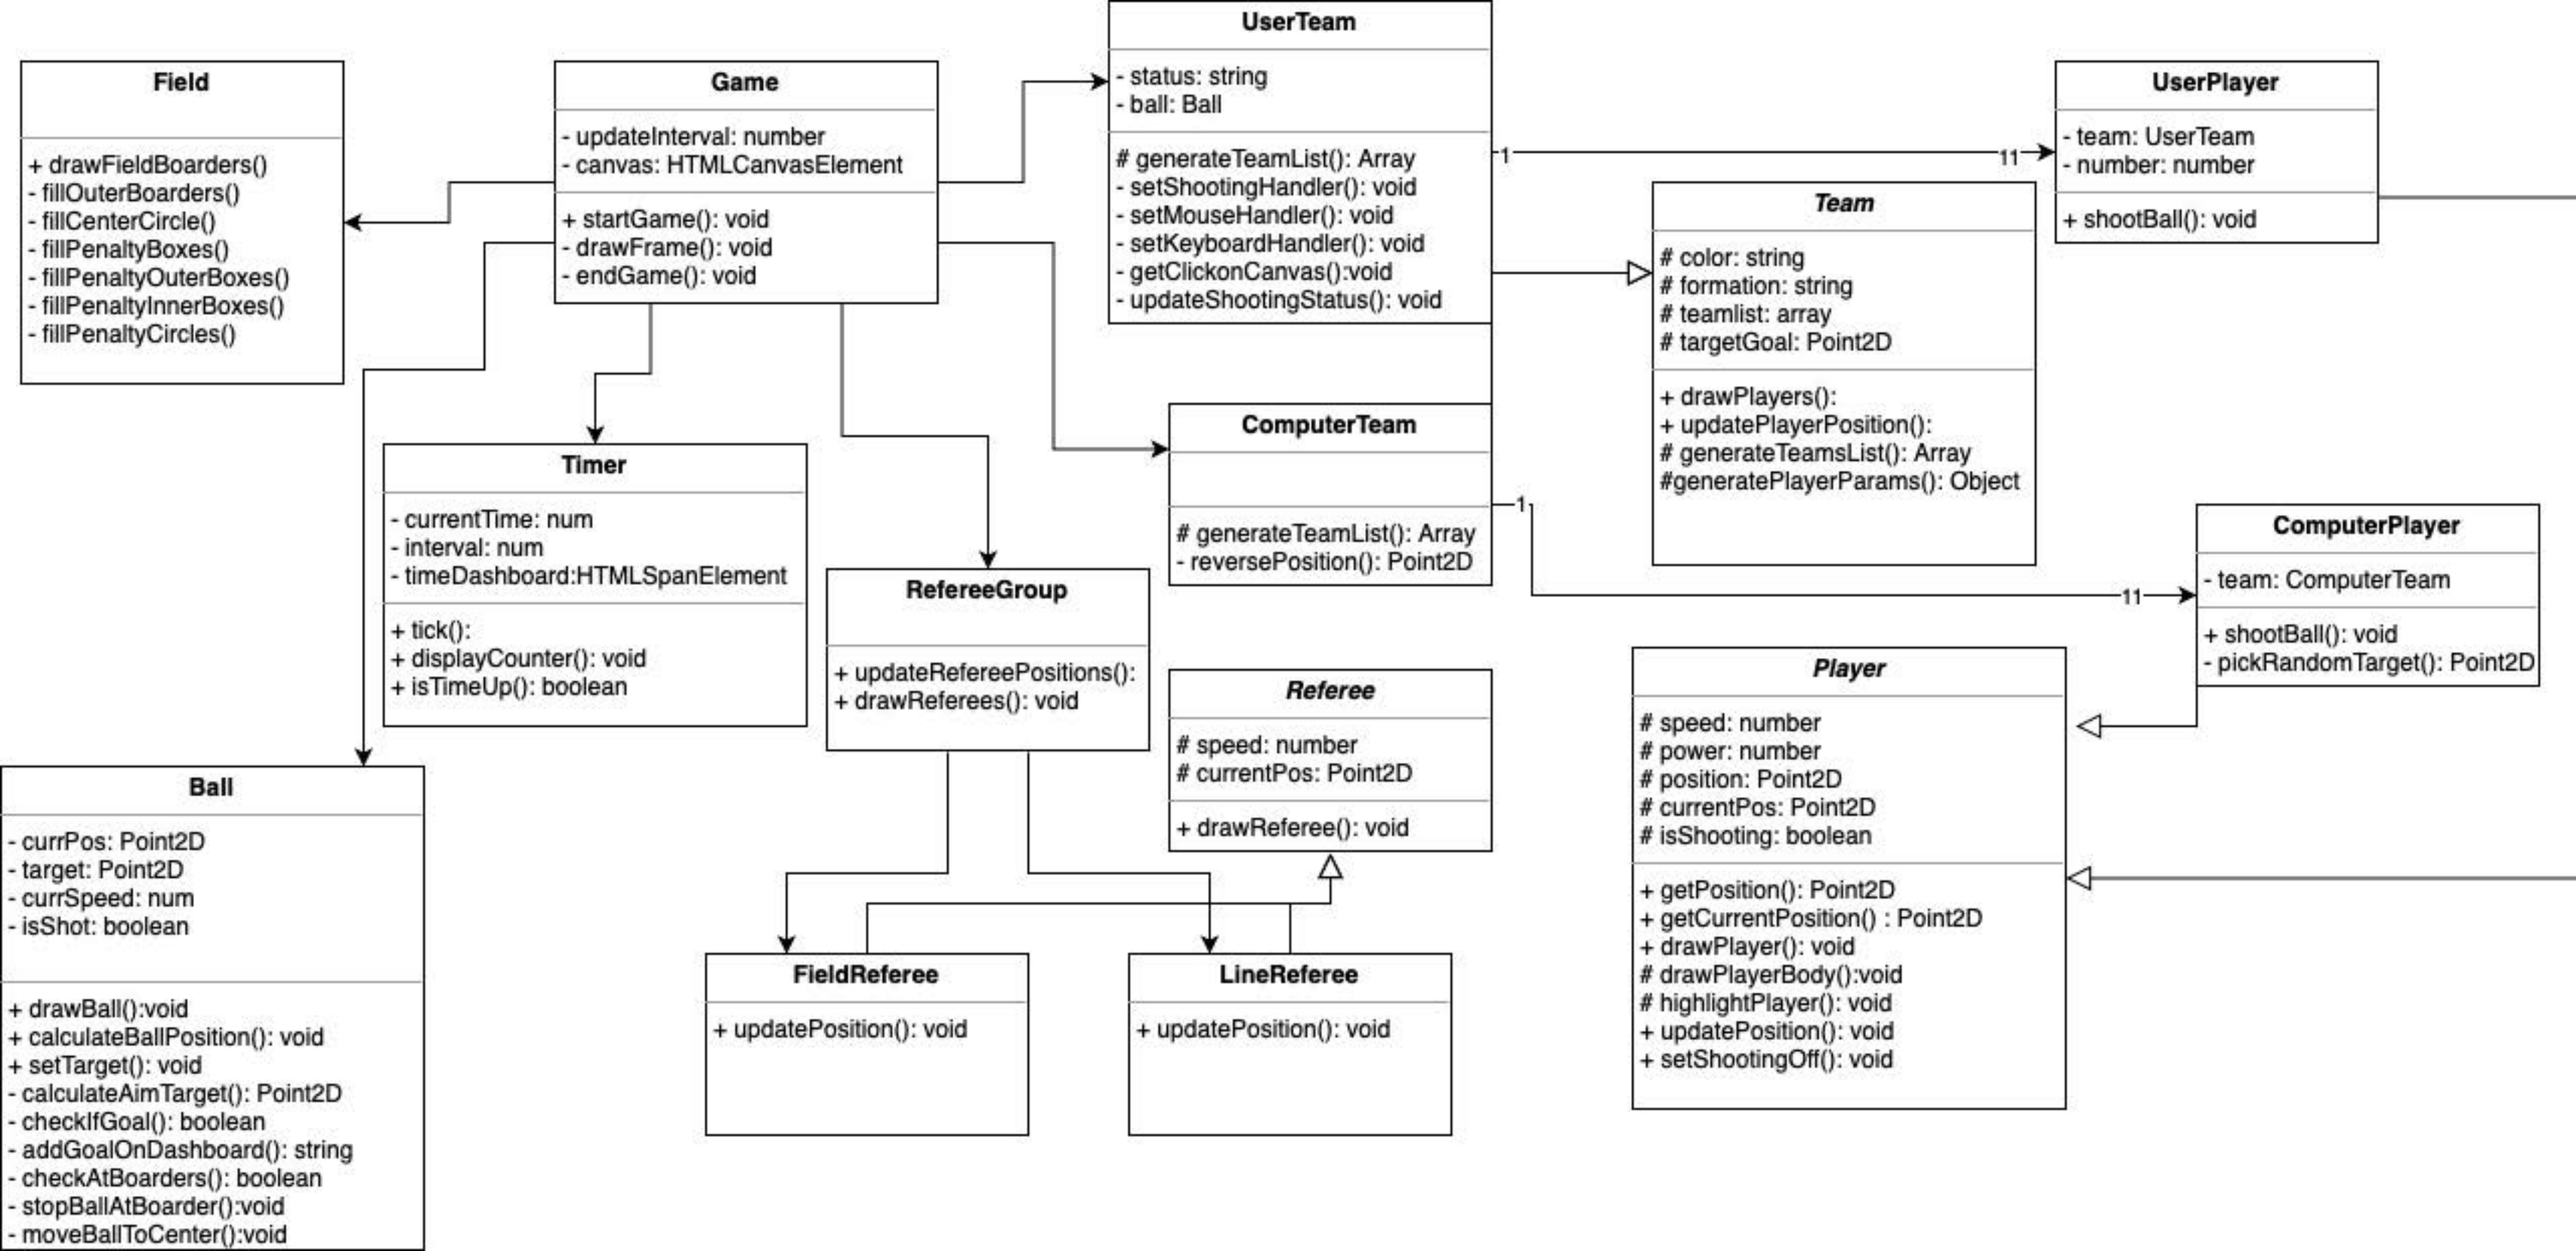 Field
+ drawFieldBoarders()
- fillOuterBoarders()
- fillCenterCircle()
- fillPenaltyBoxes()
- fillPenaltyOuterBoxes()
- fillPenaltyInnerBoxes()
- fillPenaltyCircles()
Game
- updateInterval: number
- canvas: HTMLCanvasElement
+ startGame(): void
- drawFrame(): void
- endGame(): void
UserTeam
- status: string
- ball: Ball
# generateTeamList(): Array
- setShootingHandler(): void
- setMouseHandler(): void
- setKeyboardHandler(): void
- getClickonCanvas():void
- updateShootingStatus(): void
1
11
UserPlayer
- team: UserTeam
- number: number
+ shootBall(): void
Team
# color: string
# formation: string
# teamlist: array
# targetGoal: Point2D
+ drawPlayers():
+ updatePlayerPosition():
# generateTeamsList(): Array
#generatePlayerParams(): Object
Timer
- currentTime: num
- interval: num
- timeDashboard:HTMLSpanElement
+ tick():
+ displayCounter(): void
+ isTimeUp(): boolean
ComputerTeam
# generateTeamList(): Array
- reversePosition(): Point2D
1
11
ComputerPlayer
- team: ComputerTeam
+ shootBall(): void
- pickRandomTarget(): Point2D
RefereeGroup
+ updateRefereePositions():
+ drawReferees(): void
Referee
# speed: number
# currentPos: Point2D
+ drawReferee(): void
Player
# speed: number
# power: number
# position: Point2D
# currentPos: Point2D
# isShooting: boolean
+ getPosition(): Point2D
+ getCurrentPosition() : Point2D
+ drawPlayer(): void
# drawPlayerBody():void
# highlightPlayer(): void
+ updatePosition(): void
+ setShootingOff(): void
Ball
- currPos: Point2D
- target: Point2D
- currSpeed: num
- isShot: boolean
+ drawBall():void
+ calculateBallPosition(): void
+ setTarget(): void
- calculateAimTarget(): Point2D
- checkIfGoal(): boolean
- addGoalOnDashboard(): string
- checkAtBoarders(): boolean
- stopBallAtBoarder():void
- moveBallToCenter():void
FieldReferee
+ updatePosition(): void
LineReferee
+ updatePosition(): void